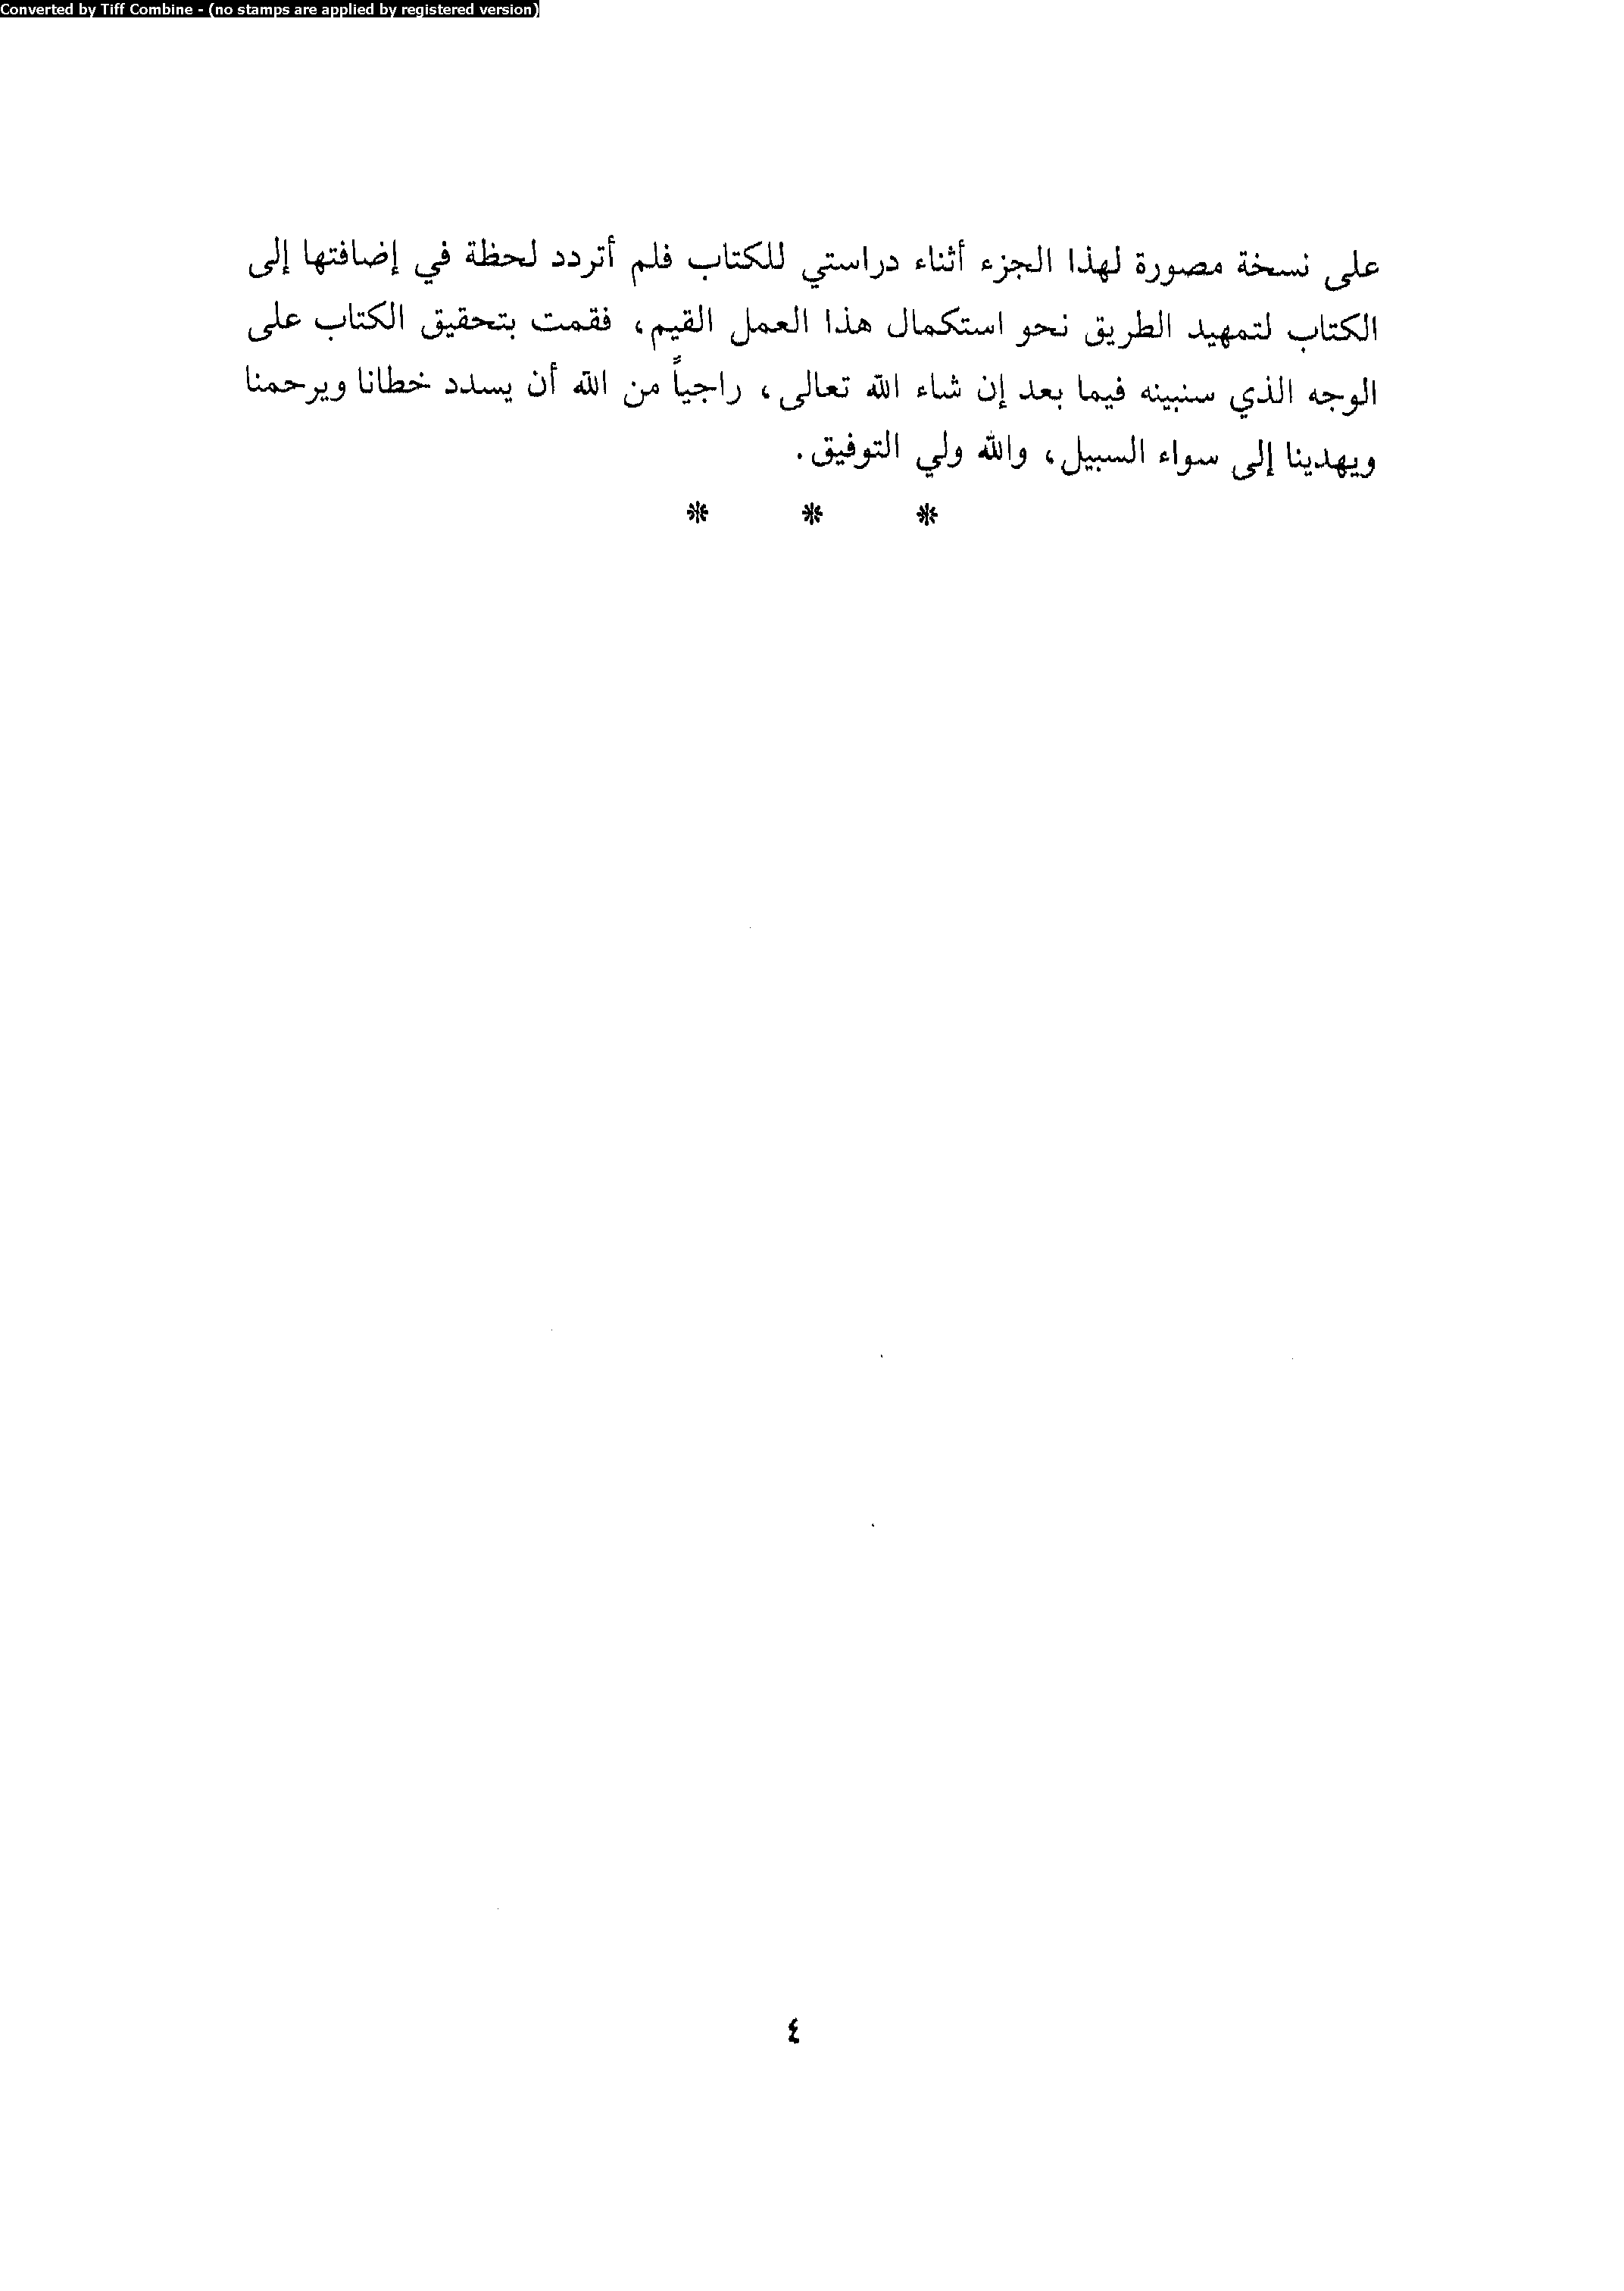 Converted by Tiff Combine - (no stamps are applied by registered version)
على نسخة مصورة لهذا الجزء أثناء دراستي للكتاب فلم أتردد لحظة في إضافتها إلى
الكتاب لتمهيد الطريق نحو استكمال هذا العمل القيم، فقمت بتحقيق الكتاب على
الوجه الذي سنبينه فيما بعد إن شاء الله تعالى، راجياً من الله أن يسدد خطانا ويرحمنا
ويهدينا إلى سواء السبيل، والله ولي التوفيق.
* * *
٤